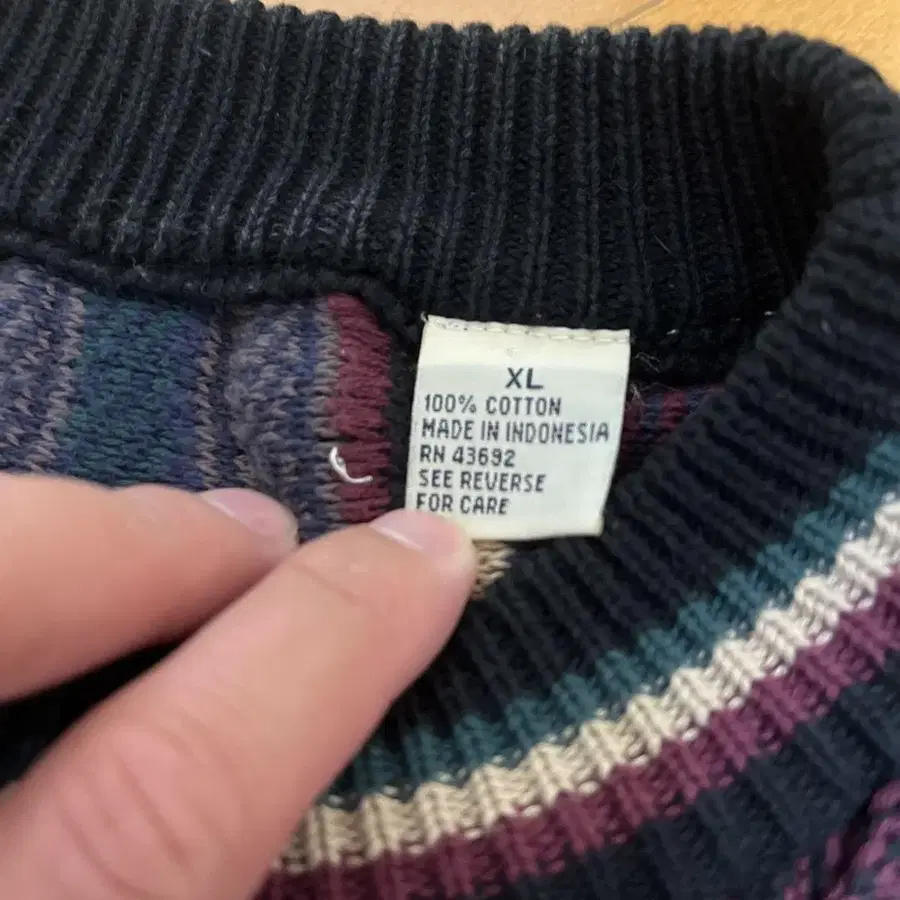 XL
100% COTTON
MADE IN INDONESIA
RN 43692
SEE REVERSE
FOR CARE